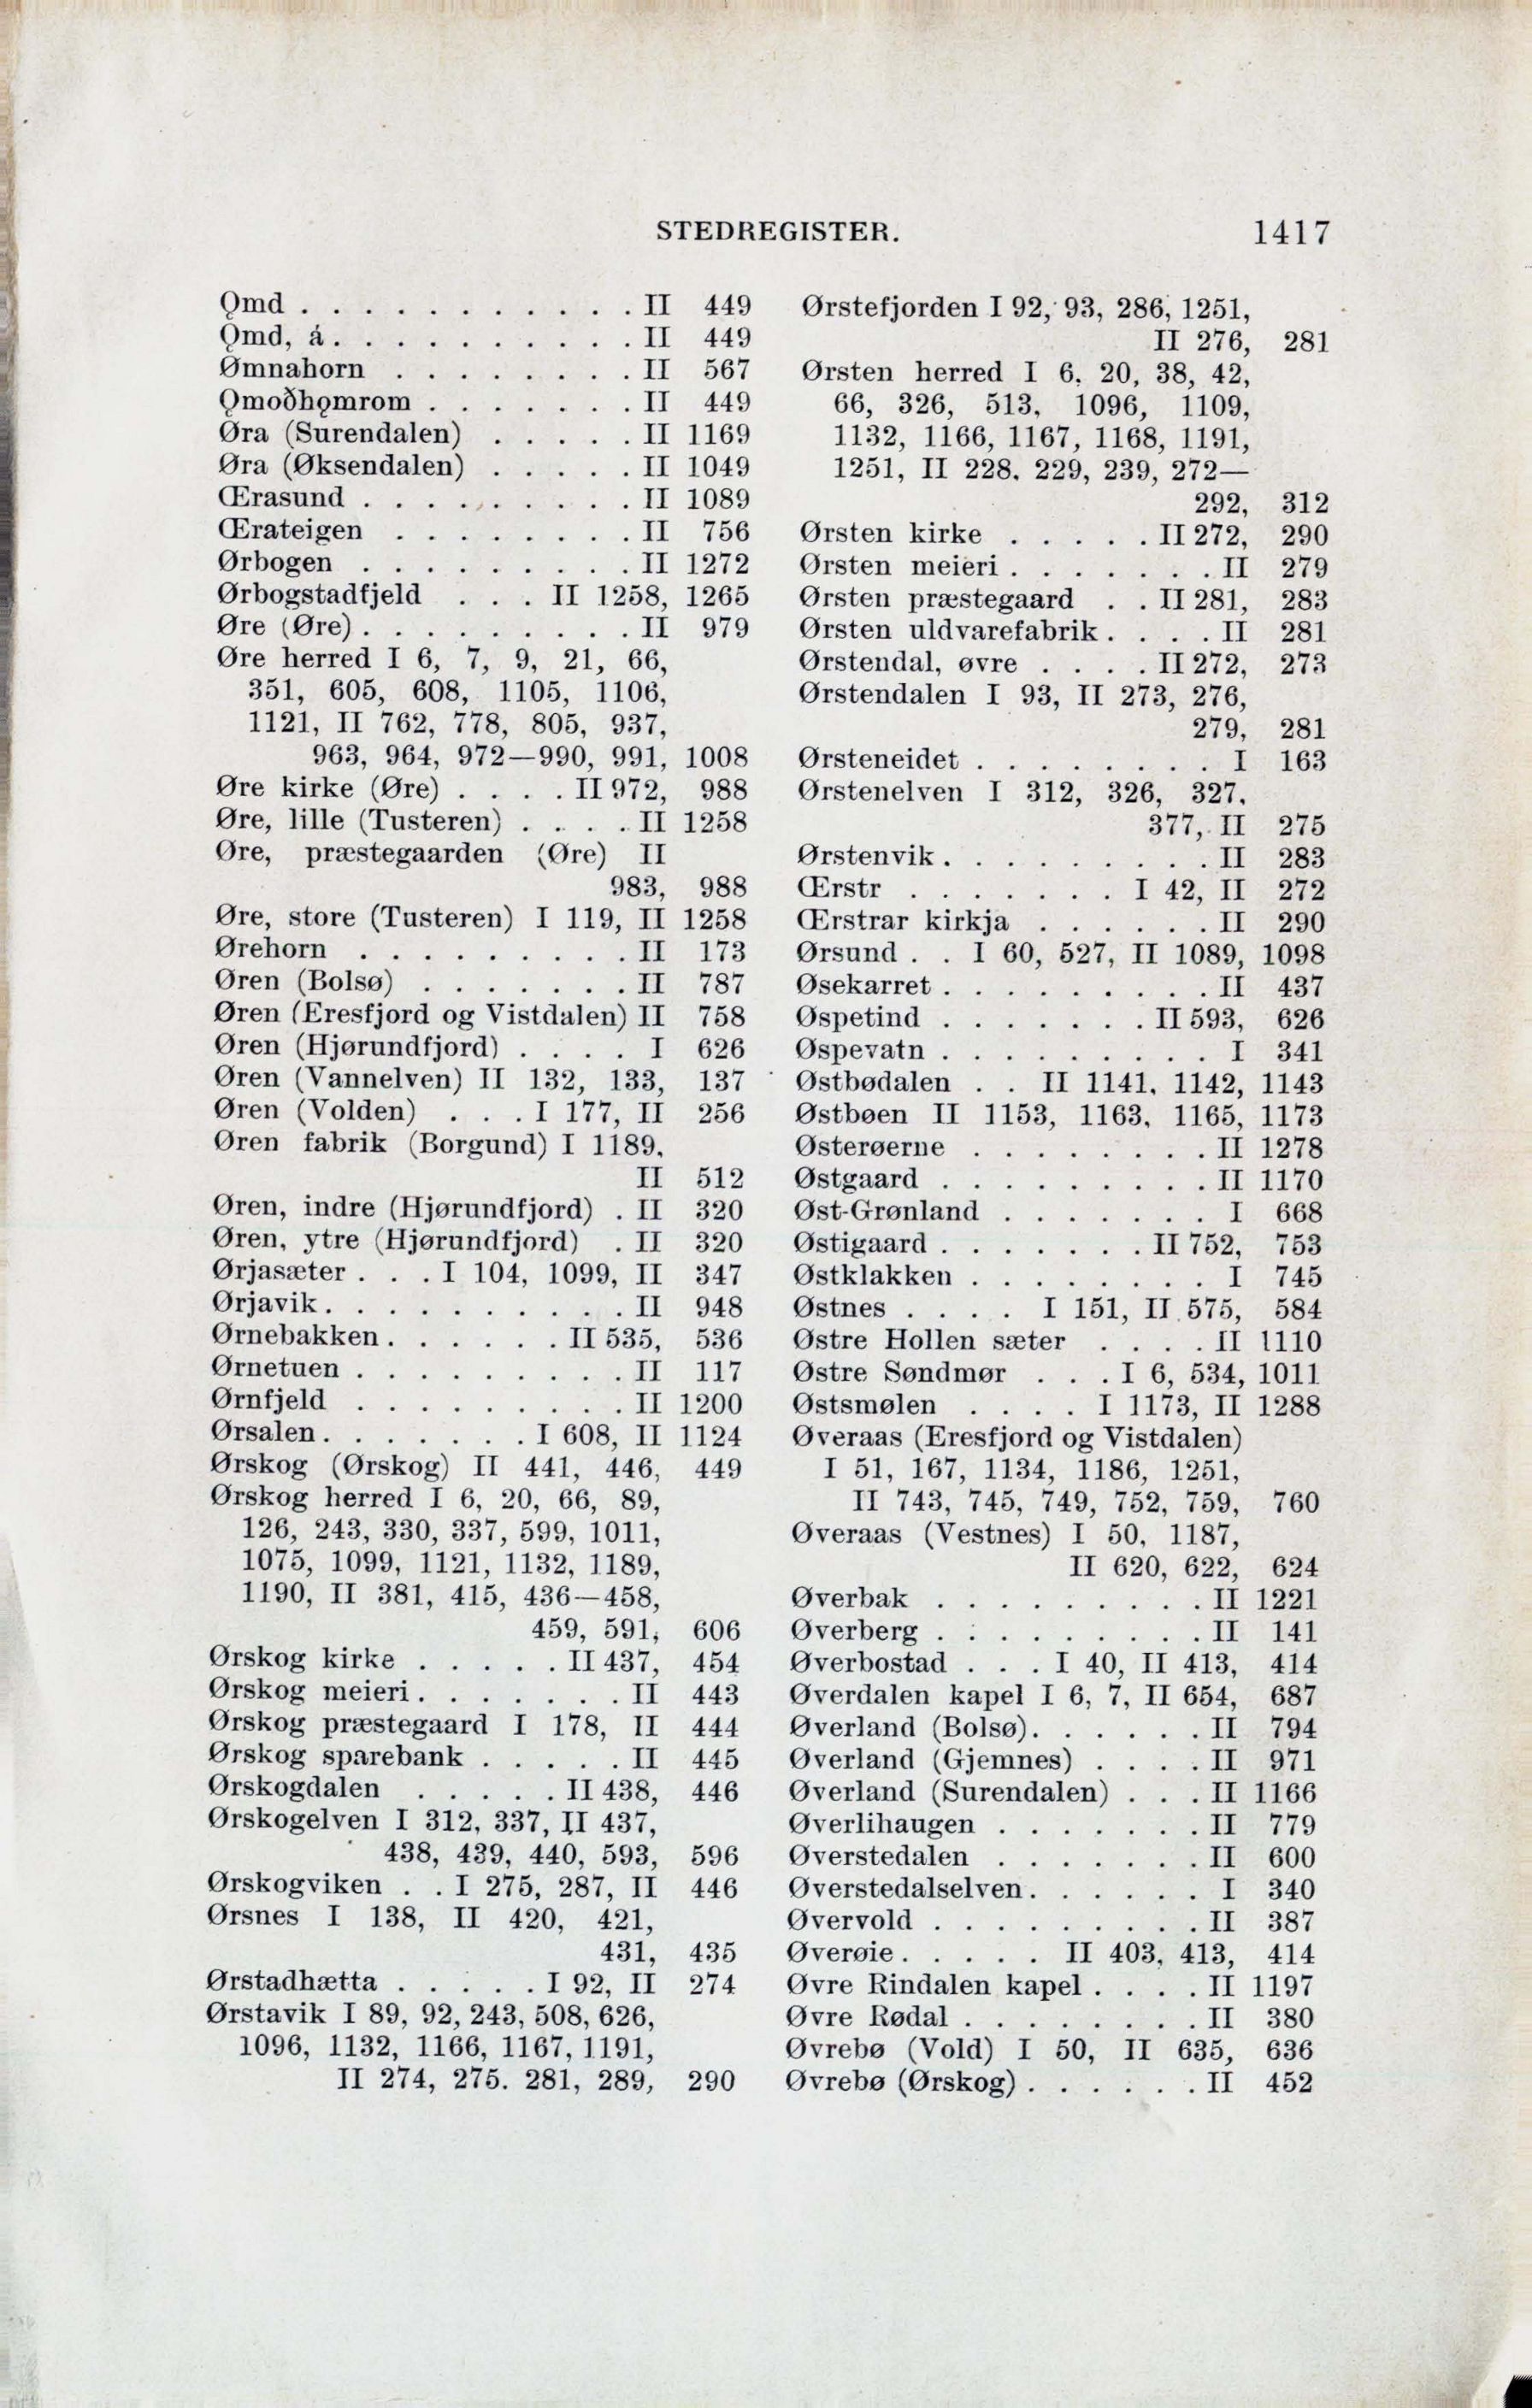 STEDREGISTER. 1417
Ǫmd . . . . . . . . . . . II 449
Ǫmd, á. . . . . . . . . . II 449
Ømnahorn . . . . . . . . II 567
Ǫmoðhǫmrom . . . . . . . II 449
Øra (Surendalen) . . . . . II 1169
Øra (Øksendalen) . . . . . II 1049
Œrasund . . . . . . . . . II 1089
Œrateigen . . . . . . . . II 756
Ørbogen . . . . . . . . . II 1272
Ørbogstadfjeld . . . II 1258, 1265
Øre (Øre) . . . . . . . . . II 979
Øre herred I 6, 7, 9, 21, 66,
351, 605, 608, 1105, 1106,
1121, II 762, 778, 805, 937,
963, 964, 972—990, 991, 1008
Øre kirke (Øre) . . . . II 972, 988
Øre, lille (Tusteren) . . . . II 1258
Øre, præstegaarden (Øre) II
983, 988
Øre, store (Tusteren) I 119, II 1258
Ørehorn . . . . . . . . . II 173
Øren (Bolsø) . . . . . . . II 787
Øren (Eresfjord og Vistdalen) II 758
Øren (Hjørundfjord) . . . . I 626
Øren (Vannelven) II 132, 133, 137
Øren (Volden) . . . I 177, II 256
Øren fabrik (Borgund) I 1189,
II 512
Øren, indre (Hjørundfjord) . II 320
Øren, ytre (Hjørundfjord) . II 320
Ørjasæter . . . I 104, 1099, II 347
Ørjavik. . . . . . . . . . II 948
Ørnebakken . . . . . . II 535, 536
Ørnetuen . . . . . . . . . II 117
Ørnfjeld . . . . . . . . . II 1200
Ørsalen. . . . . . . I 608, II 1124
Ørskog (Ørskog) II 441, 446, 449
Ørskog herred I 6, 20, 66, 89,
126, 243, 330, 337, 599, 1011,
1075, 1099, 1121, 1132, 1189,
1190, II 381, 415, 436—458,
459, 591, 606
Ørskog kirke . . . . . II 437, 454
Ørskog meieri. . . . . . . II 443
Ørskog præstegaard I 178, II 444
Ørskog sparebank . . . . . II 445
Ørskogdalen . . . . . II 438, 446
Ørskogelven I 312, 337, II 437,
438, 439, 440, 593, 596
Ørskogviken . . I 275, 287, II 446
Ørsnes I 138, II 420, 421,
431, 435
Ørstadhætta . . . . . I 92, II 274
Ørstavik I 89, 92, 243, 508, 626,
1096, 1132, 1166, 1167, 1191,
II 274, 275. 281, 289, 290
Ørstefjorden I 92, 93, 286, 1251,
II 276, 281
Ørsten herred I 6, 20, 38, 42,
66, 326, 513, 1096, 1109,
1132, 1166, 1167, 1168, 1191,
1251, II 228, 229, 239, 272—
292, 312
Ørsten kirke . . . . . II 272, 290
Ørsten meieri . . . . . . . II 279
Ørsten præstegaard . . II 281, 283
Ørsten uldvarefabrik . . . . II 281
Ørstendal, øvre . . . . II 272, 273
Ørstendalen I 93, II 273, 276,
279, 281
Ørsteneidet . . . . . . . . I 163
Ørstenelven I 312, 326, 327,
377, II 275
Ørstenvik . . . . . . . . . II 283
Œrstr . . . . . . . I 42, II 272
Œrstrar kirkja . . . . . . II 290
Ørsund . . I 60, 527, II 1089, 1098
Øsekarret . . . . . . . . . II 437
Øspetind . . . . . . . II 593, 626
Øspevatn . . . . . . . . . I 341
Østbødalen . . II 1141, 1142, 1143
Østbøen II 1153, 1163, 1165, 1173
Østerøerne . . . . . . . . II 1278
Østgaard . . . . . . . . . II 1170
Øst-Grønland . . . . . . . I 668
Østigaard . . . . . . . II 752, 753
Østklakken . . . . . . . . I 745
Østnes . . . . I 151, II 575, 584
Østre Hollen sæter . . . . II 1110
Østre Søndmør . . . I 6, 534, 1011
Østsmølen . . . . I 1173, II 1288
Øveraas (Eresfjord og Vistdalen)
I 51, 167, 1134, 1186, 1251,
II 743, 745, 749, 752, 759, 760
Øveraas (Vestnes) I 50, 1187,
II 620, 622, 624
Øverbak . . . . . . . . . II 1221
Øverberg . . . . . . . . . II 141
Øverbostad . . . I 40, II 413, 414
Øverdalen kapel I 6, 7, II 654, 687
Øverland (Bolsø). . . . . . II 794
Øverland (Gjemnes) . . . . II 971
Øverland (Surendalen) . . . II 1166
Øverlihaugen . . . . . . . II 779
Øverstedalen . . . . . . . II 600
Øverstedalselven. . . . . . I 340
Øvervold . . . . . . . . . II 387
Øverøie . . . . . II 403, 413, 414
Øvre Rindalen kapel . . . . II 1197
Øvre Rødal . . . . . . . . II 380
Øvrebø (Vold) I 50, II 635, 636
Øvrebø (Ørskog) . . . . . . II 452